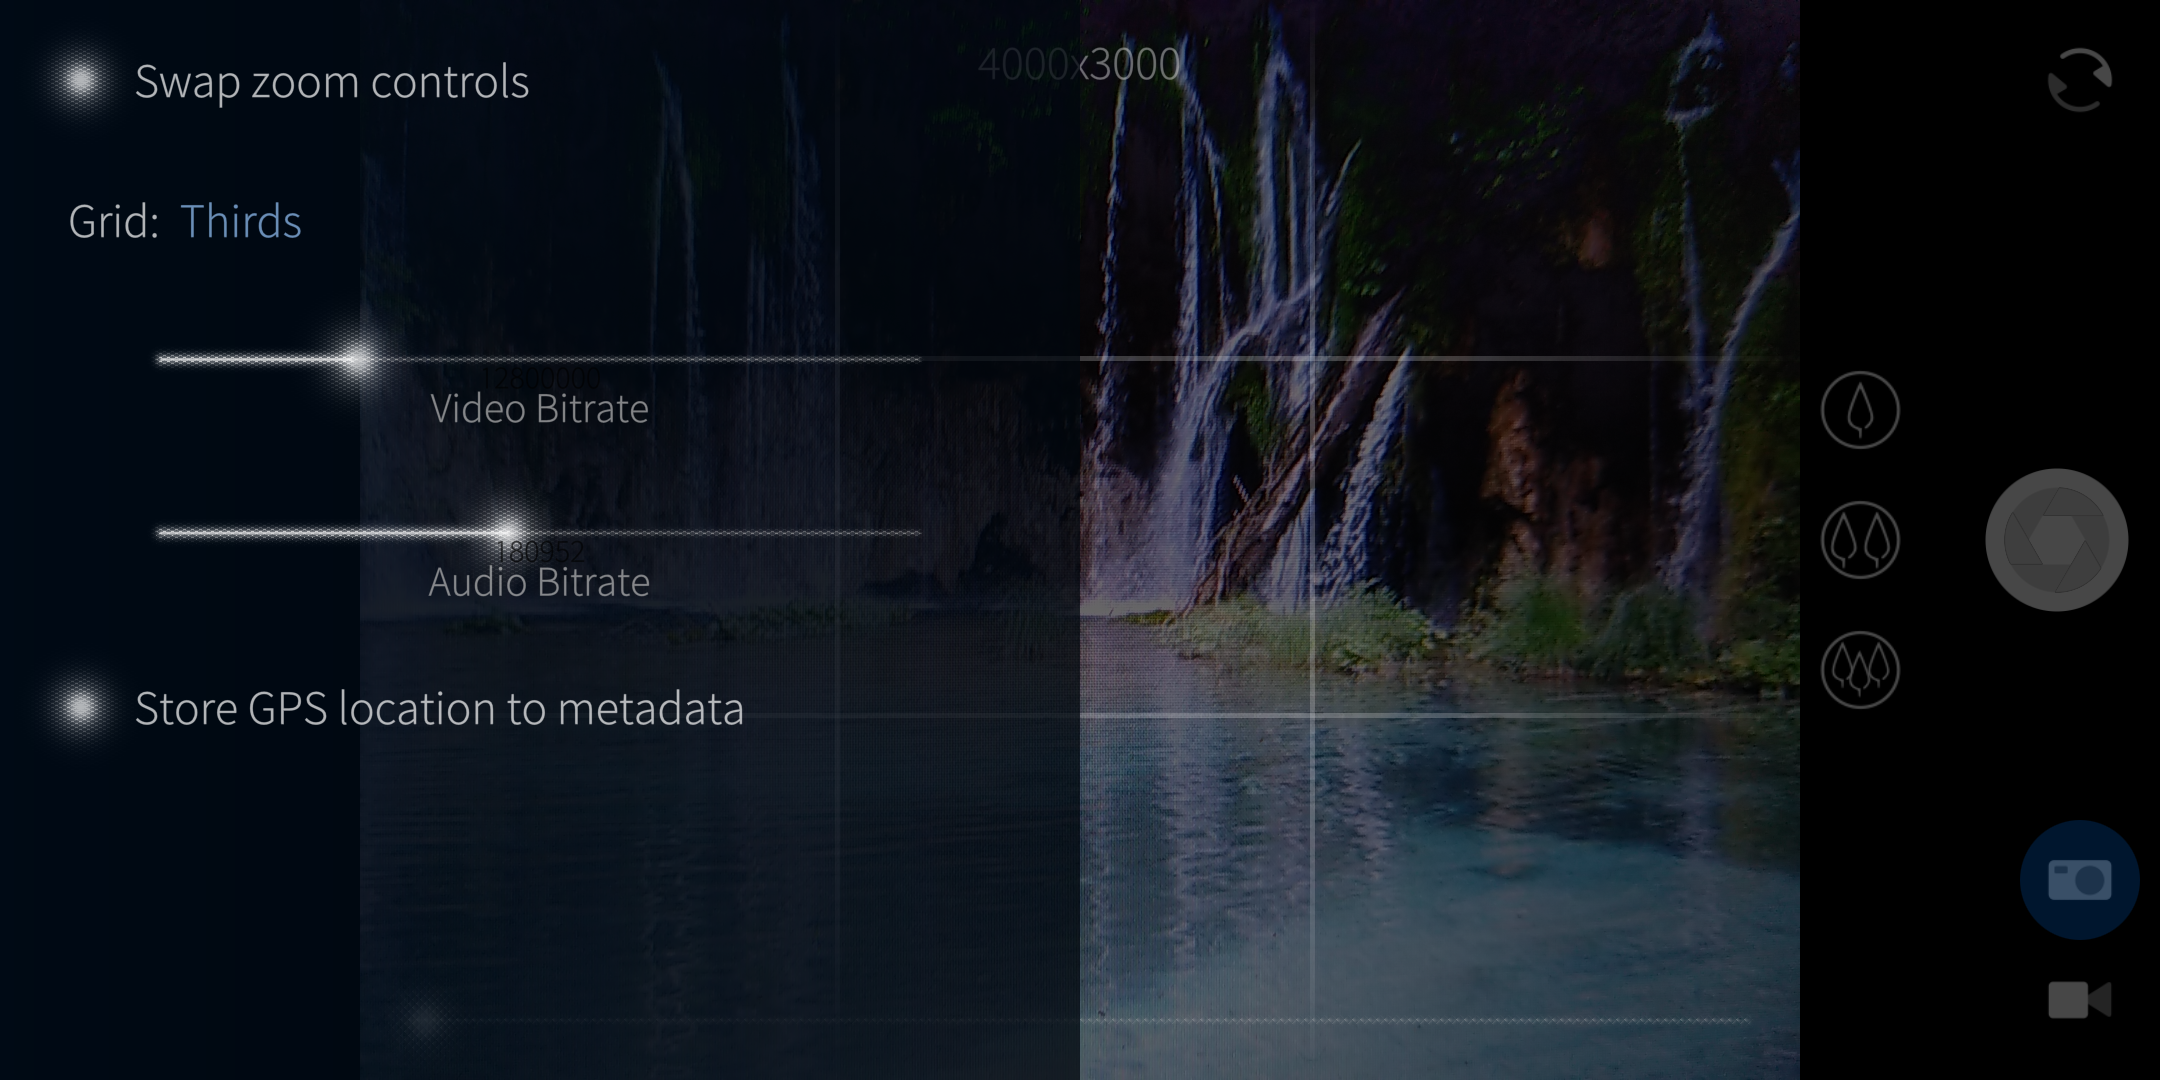 Swap zoom controls
4000x3000
Grid: Thirds
12800000
Video Bitrate
180952
Audio Bitrate
Store GPS location to metadata